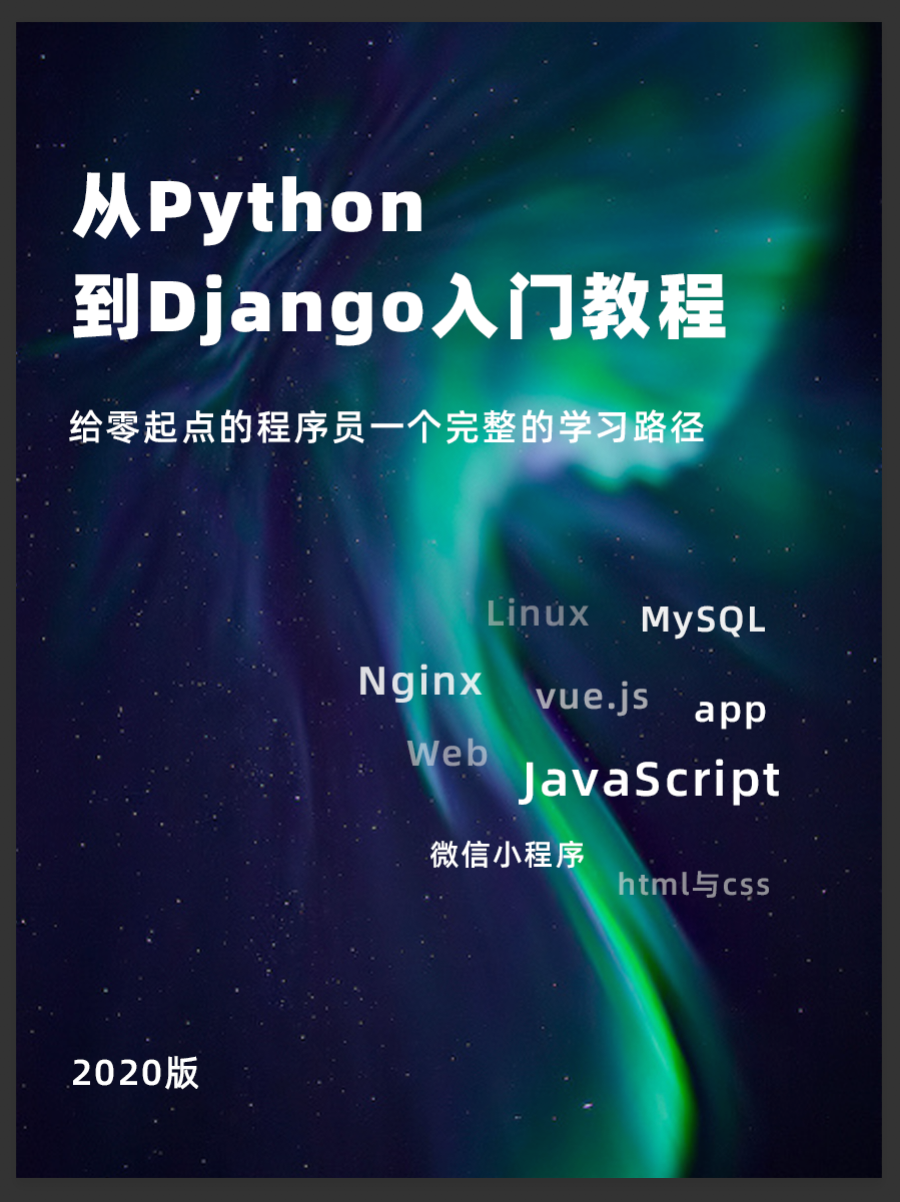 从Python
到Django入门教程
给零起点的程序员一个完整的学习路径
Linux
MySQL
Nginx
vue.js
app
Web
JavaScript
微信小程序
html与css
2020版